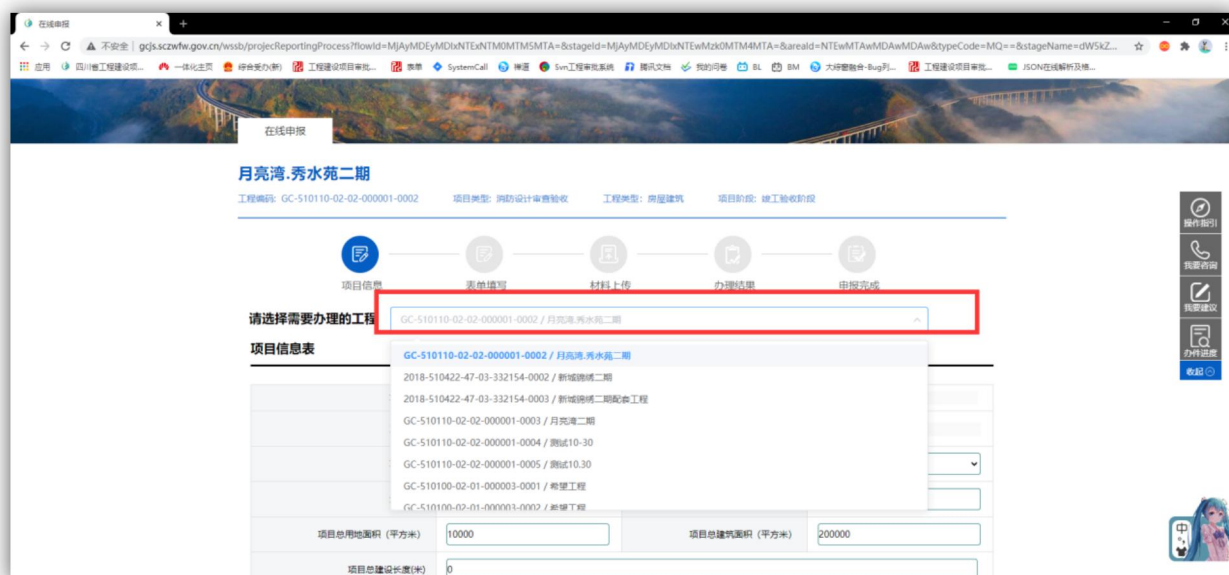 在线申报
不安全 | gcjs.sczwfw.gov.cn/wssb/projecReportingProcess?flowId=MjAyMDEyMDIxNTExNTM0MTM5MTA=&stageId=MjAyMDEyMDIxNTEwMzk0MTM4MTA=&areaId=NTEwMTAwMDAwMDAw&typeCode=MQ==&stageName=dW5kZ...
应用 四川省工程建设项... 一体化主页 综合受办(新) 工程建设项目审批... 表单 SystemCall 禅道 Svn工程审批系统 腾讯文档 我的问卷 BL BM 大综窗融合-Bug列... 工程建设项目审批... JSON在线解析及格...
在线申报
月亮湾.秀水苑二期
工程编码: GC-510110-02-02-000001-0002 项目类型: 消防设计审查验收 工程类型: 房屋建筑 项目阶段: 竣工验收阶段
操作指引
我要咨询
我要建议
办件进度
收起
项目信息 表单填写 材料上传 办理结果 申报完成
请选择需要办理的工程 GC-510110-02-02-000001-0002 / 月亮湾.秀水苑二期
项目信息表
GC-510110-02-02-000001-0002 / 月亮湾.秀水苑二期
2018-510422-47-03-332154-0002 / 新城锦绣二期
2018-510422-47-03-332154-0003 / 新城锦绣二期配套工程
GC-510110-02-02-000001-0003 / 月亮湾二期
GC-510110-02-02-000001-0004 / 测试10-30
GC-510110-02-02-000001-0005 / 测试10.30
GC-510100-02-01-000003-0001 / 希望工程
GC-510100-02-01-000003-0002 / 希望工程
项目总用地面积（平方米） 10000 项目总建筑面积（平方米） 200000
项目总建设长度(米) 0
中